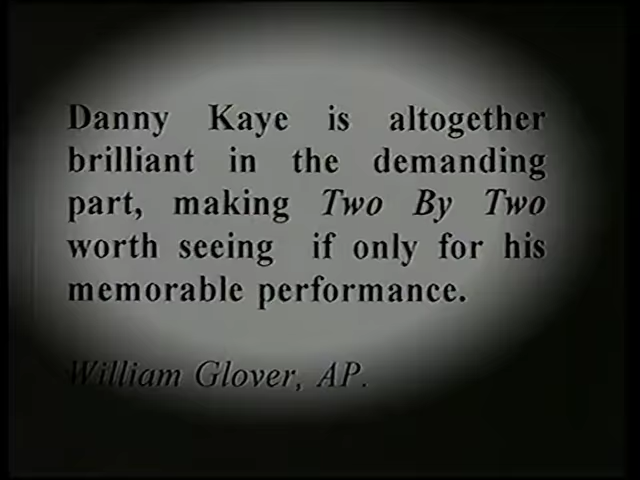 Danny Kaye is altogether
brilliant in the demanding
part, making Two By Two
worth seeing if only for his
memorable performance.
William Glover, AP.